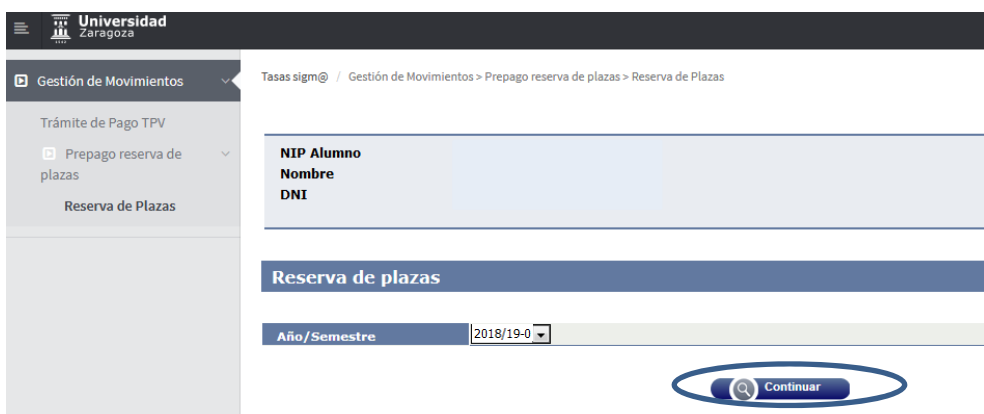 Universidad
Zaragoza
Gestión de Movimientos
Tasas sigm@ / Gestión de Movimientos > Prepago reserva de plazas > Reserva de Plazas
Trámite de Pago TPV
Prepago reserva de
plazas
Reserva de Plazas
NIP Alumno
Nombre
DNI
Reserva de plazas
Año/Semestre 2018/19-0
Continuar